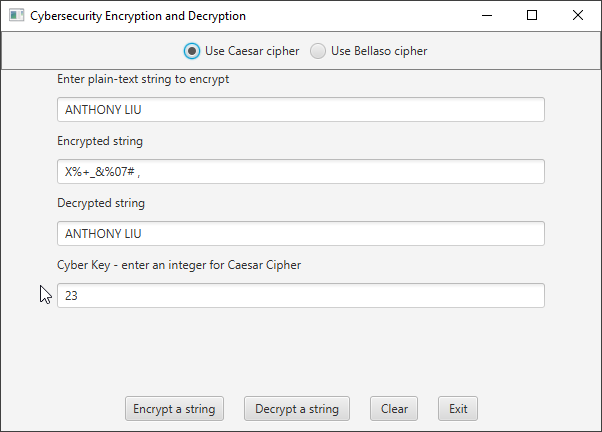 Cybersecurity Encryption and Decryption
Use Caesar cipher Use Bellaso cipher
Enter plain-text string to encrypt
ANTHONY LIU
Encrypted string
X%+_&%07# ,
Decrypted string
ANTHONY LIU
Cyber Key - enter an integer for Caesar Cipher
23
Encrypt a string Decrypt a string Clear Exit